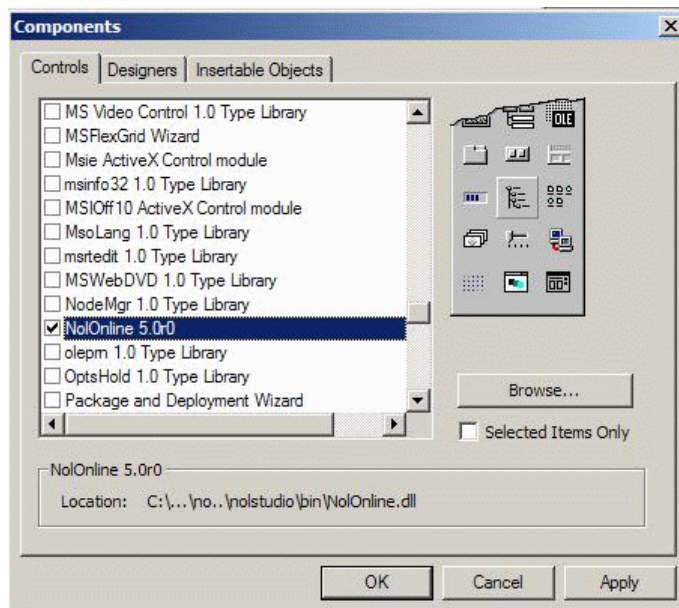 Components
Controls
Designers
Insertable Objects
MS Video Control 1.0 Type Library
MSFlexGrid Wizard
Msie ActiveX Control module
msinfo32 1.0 Type Library
MSIOff10 ActiveX Control module
MsoLang 1.0 Type Library
msrtedit 1.0 Type Library
MSWebDVD 1.0 Type Library
NodeMgr 1.0 Type Library
NolOnline 5.0r0
oleprn 1.0 Type Library
OptsHold 1.0 Type Library
Package and Deployment Wizard
OLE
Browse...
Selected Items Only
NolOnline 5.0r0
Location: C:\...\no..\nolstudio\bin\NolOnline.dll
OK
Cancel
Apply